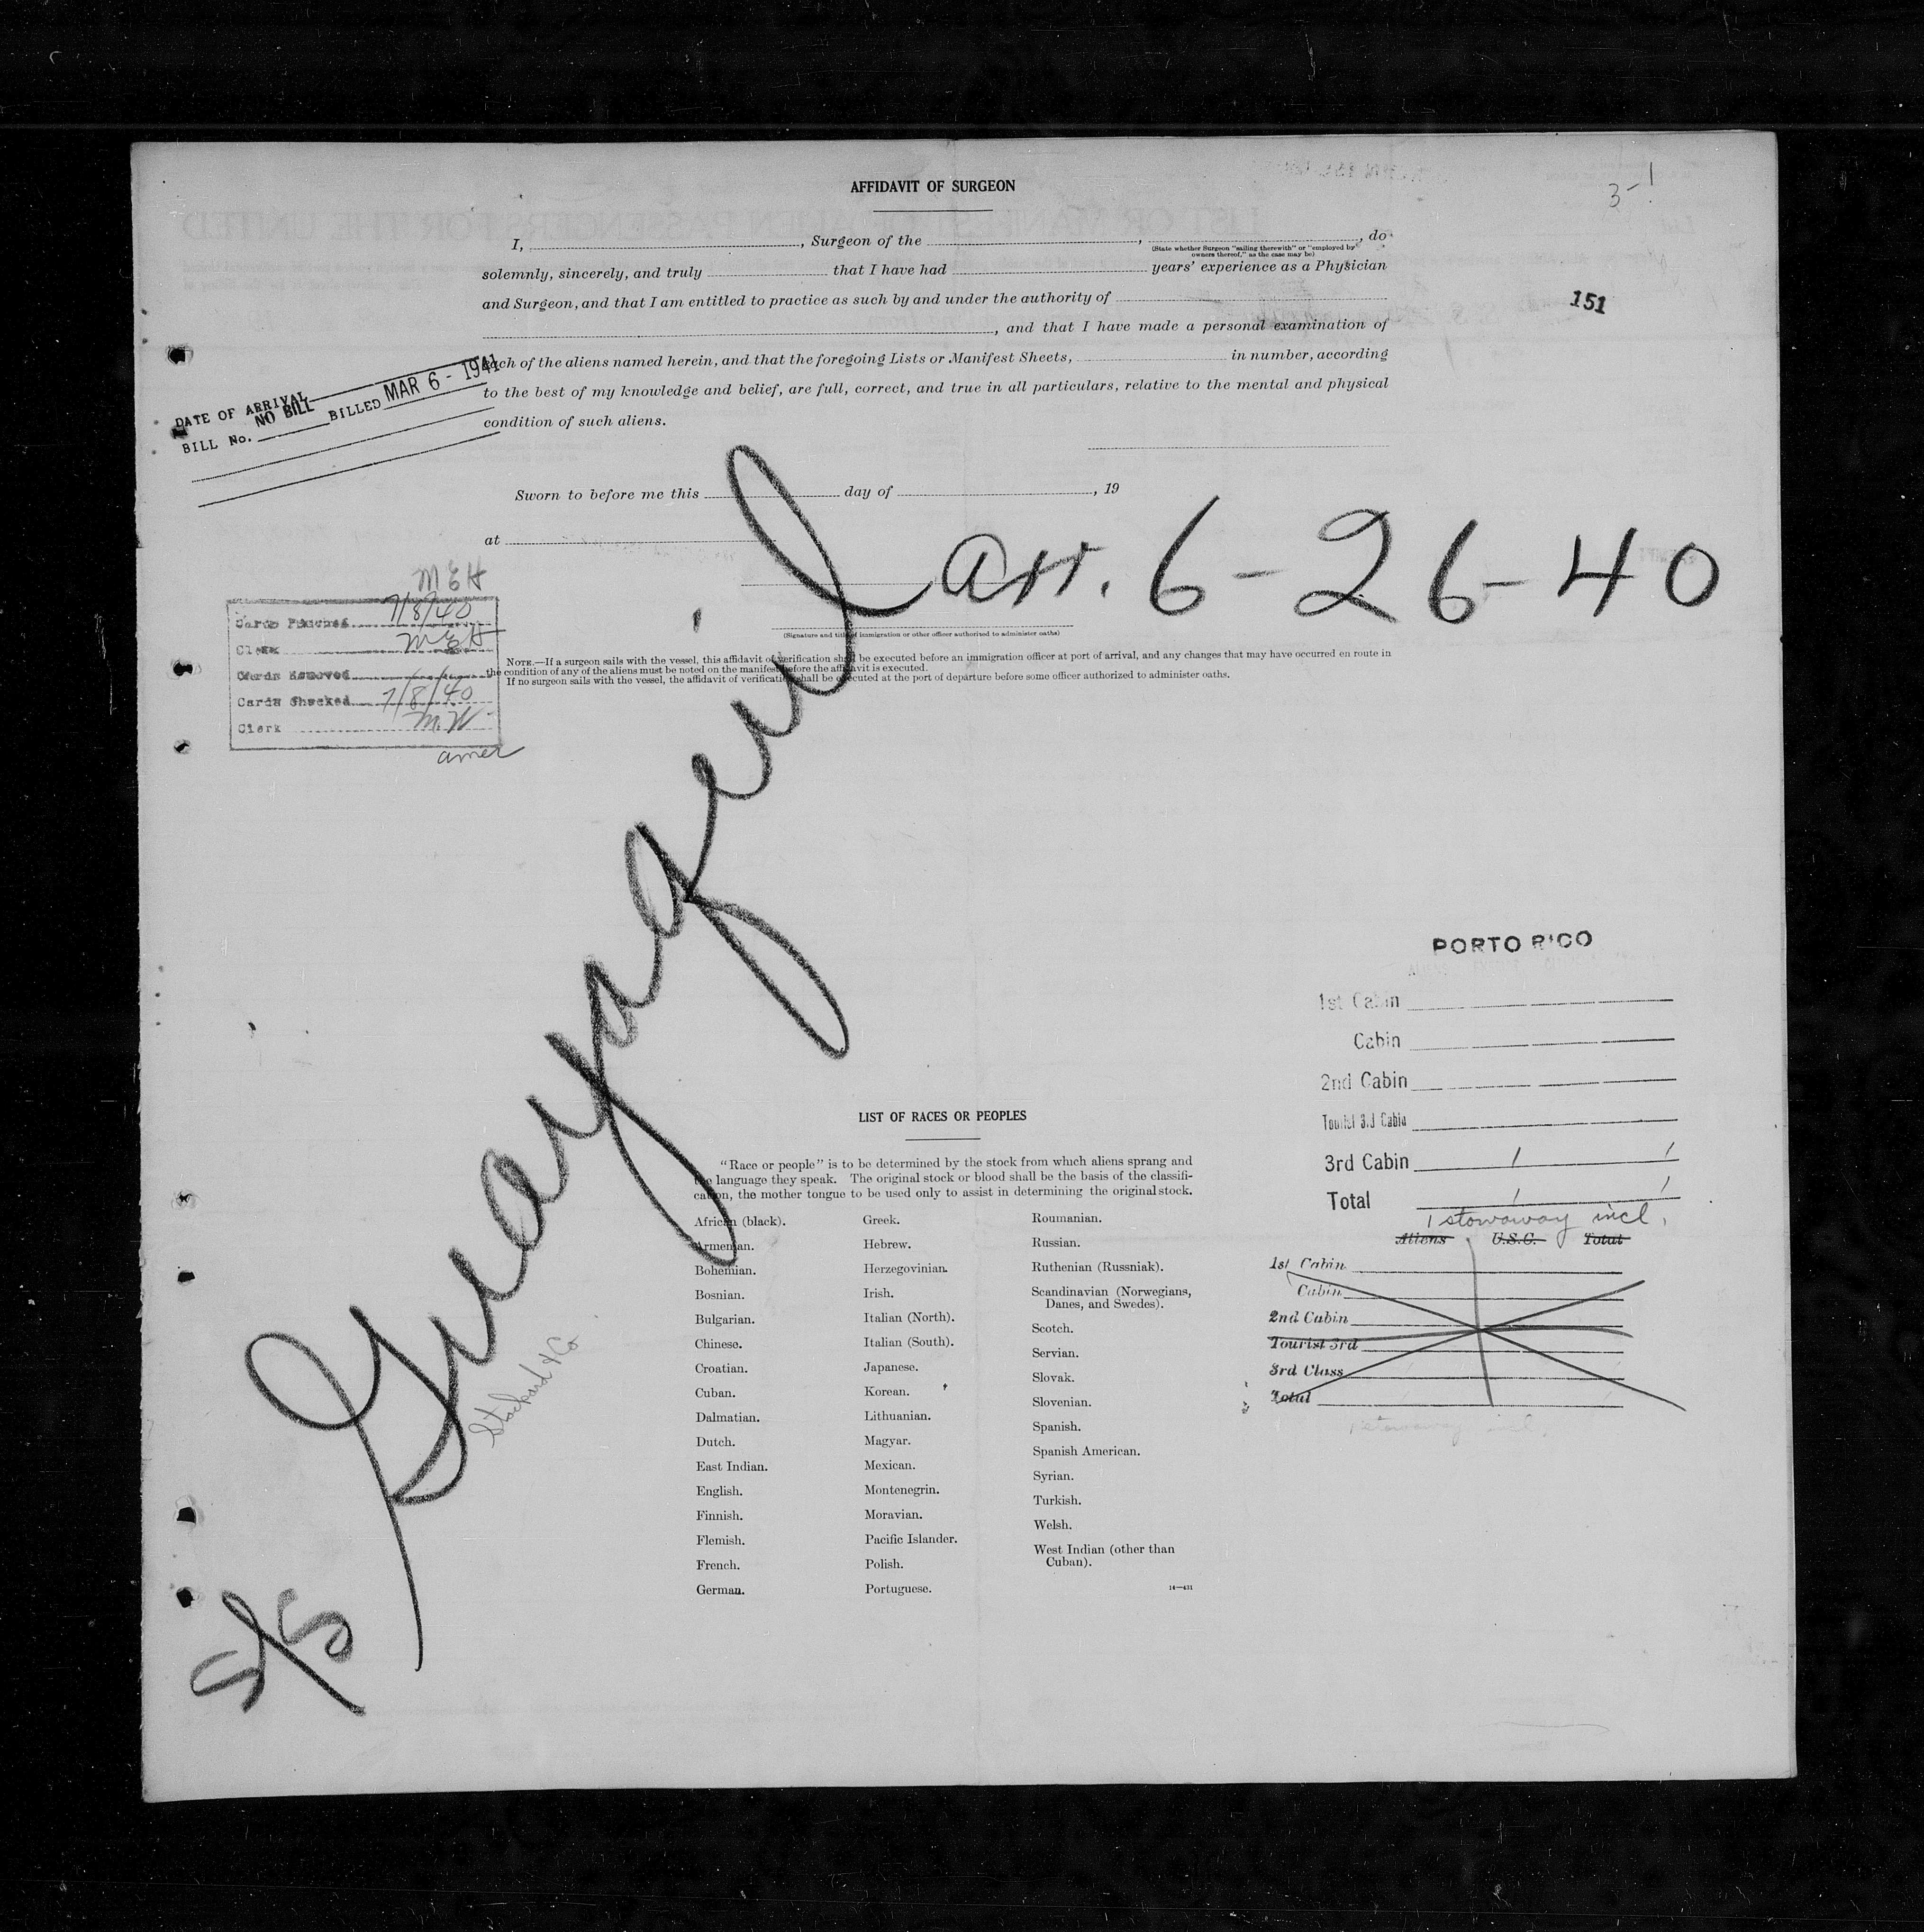 AFFIDAVIT OF SURGEON
3-1
I, , Surgeon of the , , do
(State whether Surgeon "sailing therewith" or "employed by owners thereof," as the case may be)
solemnly, sincerely, and truly that I have had years' experience as a Physician
and Surgeon, and that I am entitled to practice as such by and under the authority of
151
, and that I have made a personal examination of
each of the aliens named herein, and that the foregoing Lists or Manifest Sheets, in number, according
to the best of my knowledge and belief, are full, correct, and true in all particulars, relative to the mental and physical
condition of such aliens.
DATE OF ARRIVAL
BILL No. NO BILL BILLED MAR 6 - 1941
Sworn to before me this day of , 19
at
arr. 6-26-40
(Signature and title of immigration or other officer authorized to administer oaths)
NOTE.—If a surgeon sails with the vessel, this affidavit of verification shall be executed before an immigration officer at port of arrival, and any changes that may have occurred en route in
the condition of any of the aliens must be noted on the manifest before the affidavit is executed.
If no surgeon sails with the vessel, the affidavit of verification shall be executed at the port of departure before some officer authorized to administer oaths.
MEH
Cards Punched 7/8/40
Clerk MEH
Cards Removed
Cards Checked 7/8/40
Clerk M.W.
amer
S/S Guayaquil
Stockard & Co
PORTO RICO
1st Cabin
Cabin
2nd Cabin
Tourist 3rd Cabin
3rd Cabin 1 1
Total 1 1
1 stowaway incl.
Aliens U.S.C. Total
1st Cabin
Cabin
2nd Cabin
Tourist 3rd
3rd Class
Total
LIST OF RACES OR PEOPLES
"Race or people" is to be determined by the stock from which aliens sprang and
the language they speak. The original stock or blood shall be the basis of the classifi-
cation, the mother tongue to be used only to assist in determining the original stock.
African (black).
Armenian.
Bohemian.
Bosnian.
Bulgarian.
Chinese.
Croatian.
Cuban.
Dalmatian.
Dutch.
East Indian.
English.
Finnish.
Flemish.
French.
German.
Greek.
Hebrew.
Herzegovinian.
Irish.
Italian (North).
Italian (South).
Japanese.
Korean.
Lithuanian.
Magyar.
Mexican.
Montenegrin.
Moravian.
Pacific Islander.
Polish.
Portuguese.
Roumanian.
Russian.
Ruthenian (Russniak).
Scandinavian (Norwegians,
Danes, and Swedes).
Scotch.
Servian.
Slovak.
Slovenian.
Spanish.
Spanish American.
Syrian.
Turkish.
Welsh.
West Indian (other than
Cuban).
14—431